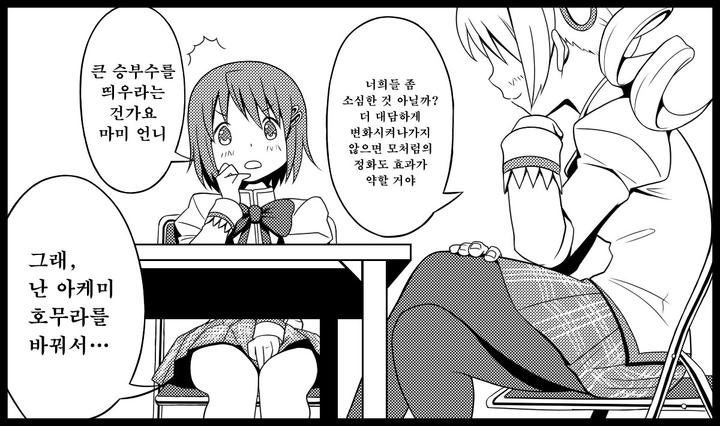 너희들 좀
소심한 것 아닐까?
더 대담하게
변화시켜나가지
않으면 모처럼의
정화도 효과가
약할 거야
큰 승부수를
띄우라는
건가요
마미 언니
그래,
난 아케미
호무라를
바꿔서…